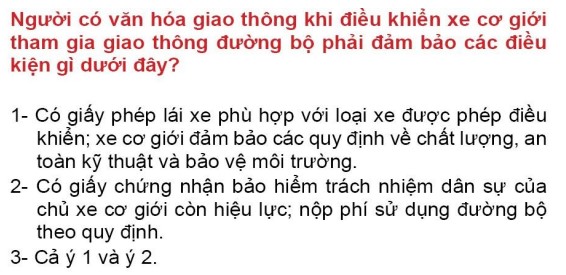 Người có văn hóa giao thông khi điều khiển xe cơ giới
tham gia giao thông đường bộ phải đảm bảo các điều
kiện gì dưới đây?
1- Có giấy phép lái xe phù hợp với loại xe được phép điều
khiển; xe cơ giới đảm bảo các quy định về chất lượng, an
toàn kỹ thuật và bảo vệ môi trường.
2- Có giấy chứng nhận bảo hiểm trách nhiệm dân sự của
chủ xe cơ giới còn hiệu lực; nộp phí sử dụng đường bộ
theo quy định.
3- Cả ý 1 và ý 2.